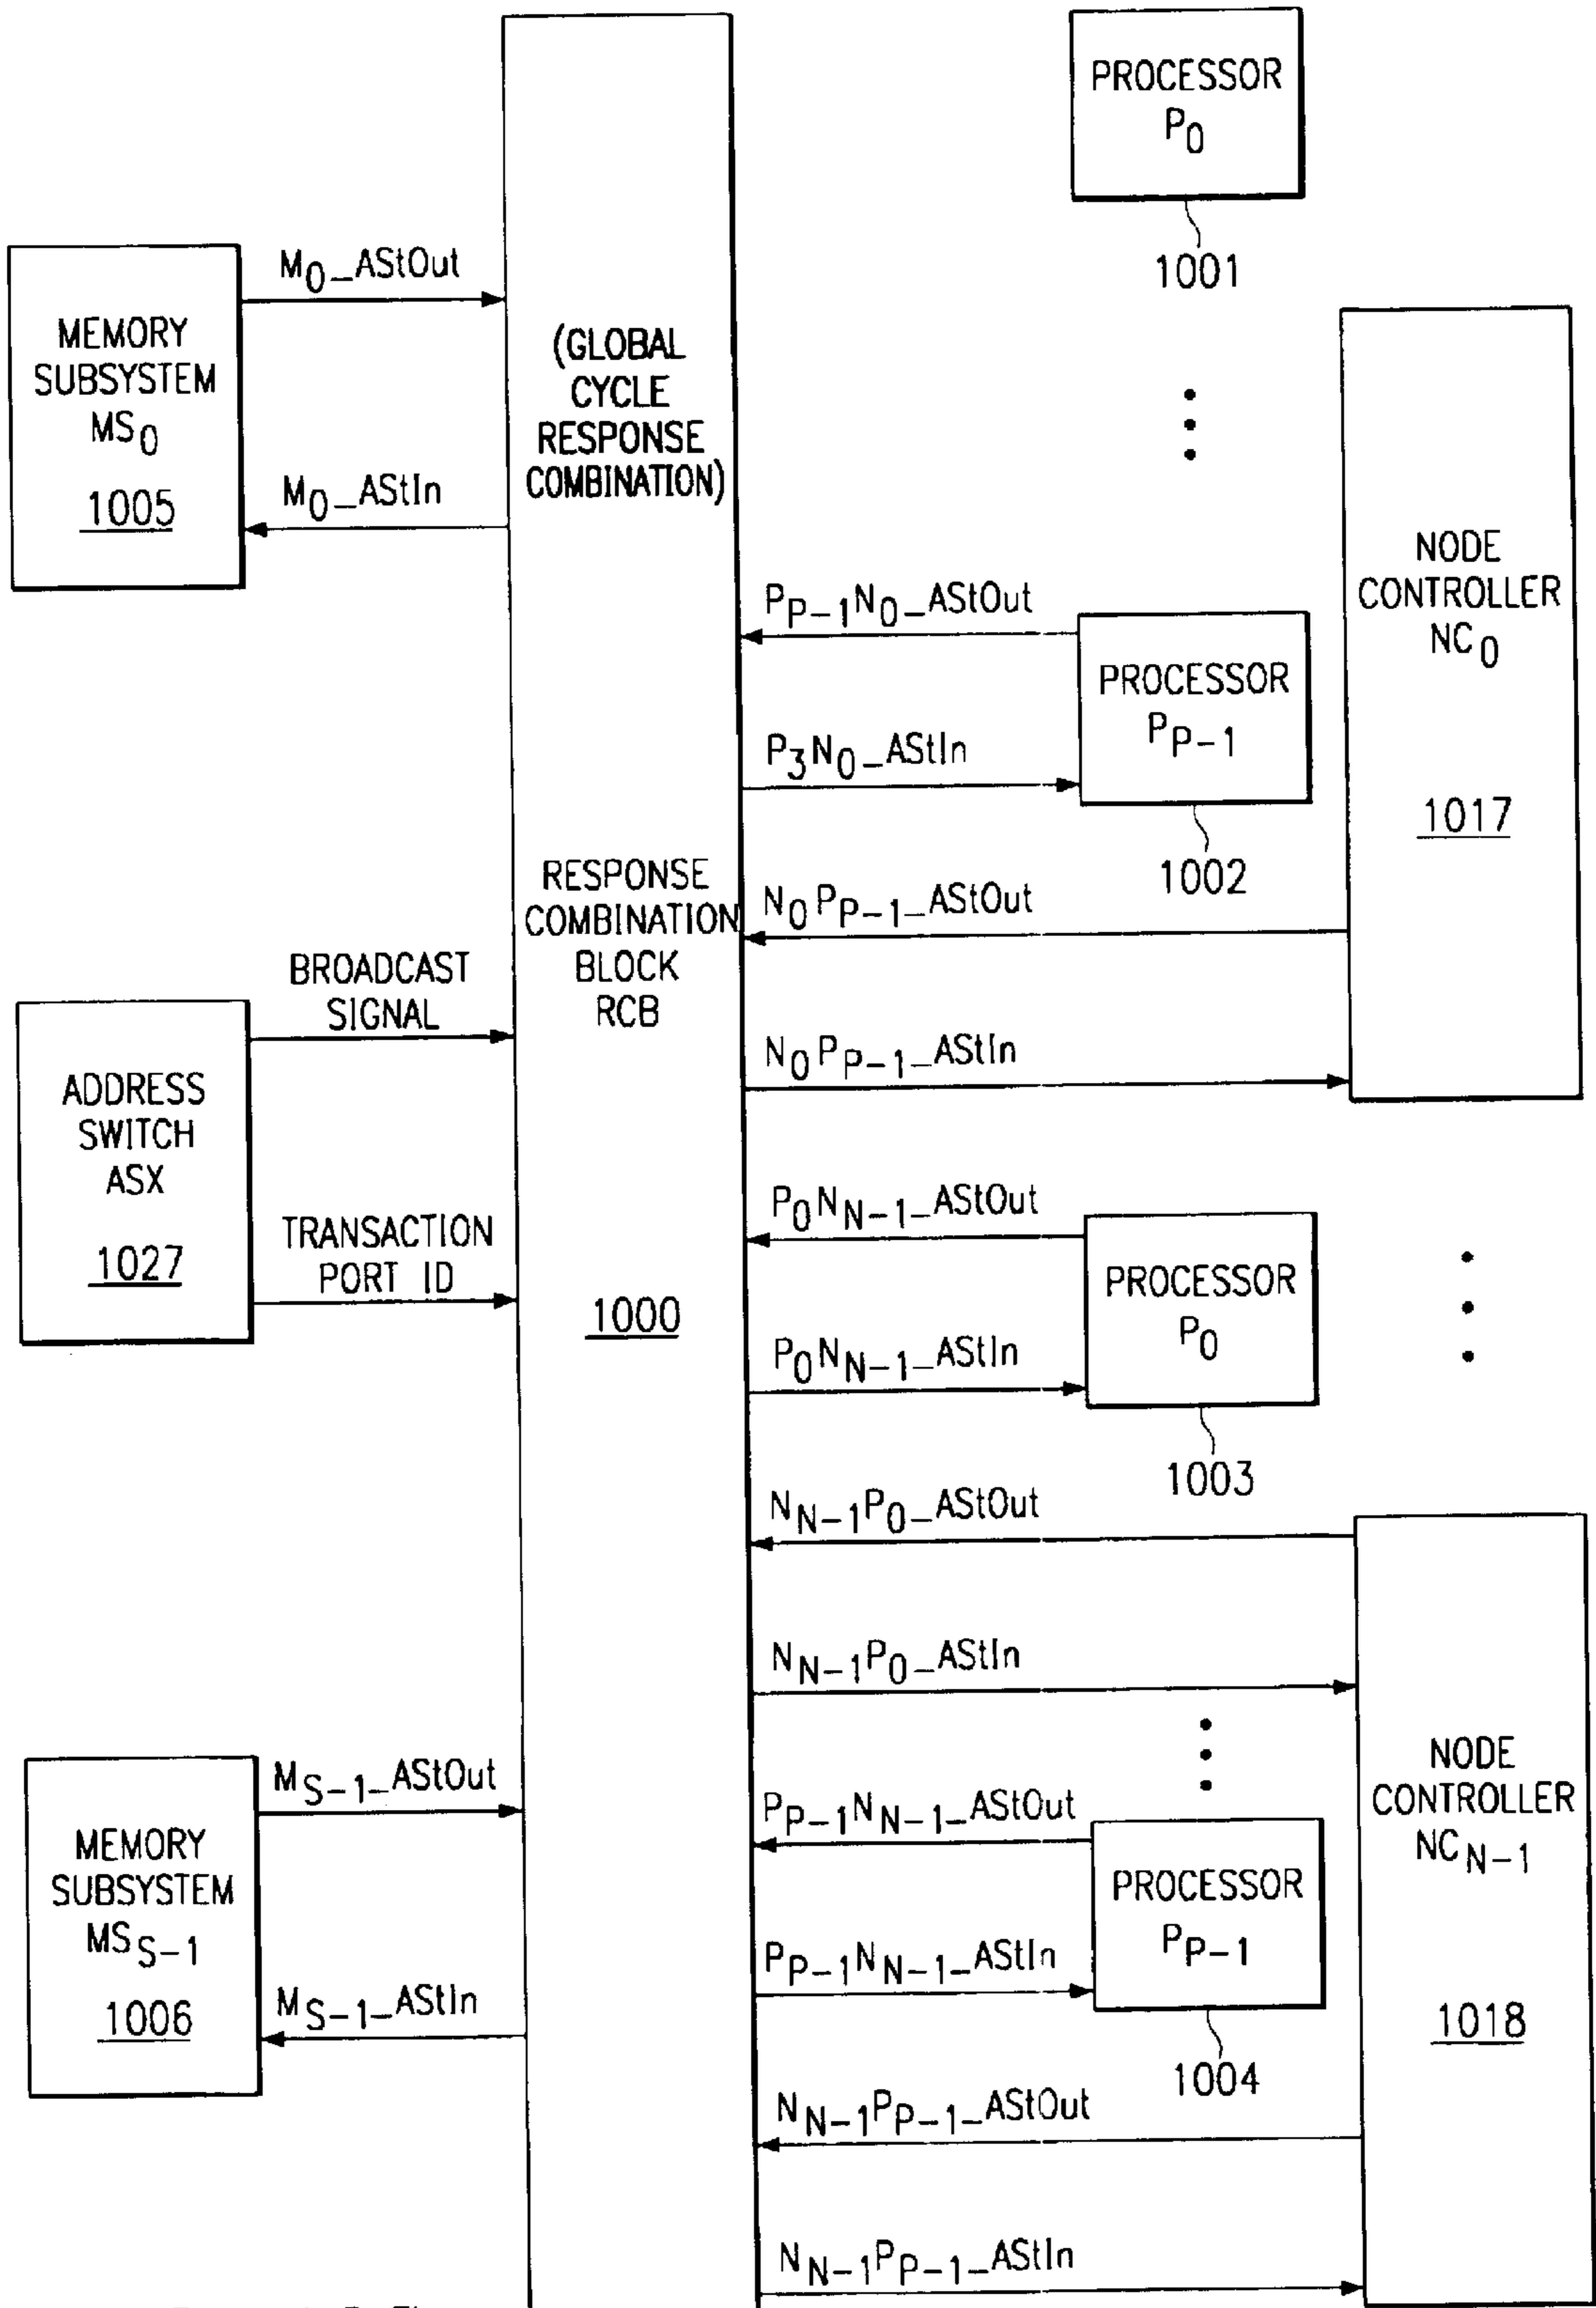 PROCESSOR
P0
1001
M0_AStOut
MEMORY
SUBSYSTEM
MS0
1005
M0_AStIn
(GLOBAL
CYCLE
RESPONSE
COMBINATION)
NODE
CONTROLLER
NC0
1017
PP-1N0_AStOut
PROCESSOR
PP-1
1002
P3N0_AStIn
N0PP-1_AStOut
N0PP-1_AStIn
RESPONSE
COMBINATION
BLOCK
RCB
1000
BROADCAST
SIGNAL
ADDRESS
SWITCH
ASX
1027
TRANSACTION
PORT ID
P0NN-1_AStOut
PROCESSOR
P0
1003
P0NN-1_AStIn
NN-1P0_AStOut
NN-1P0_AStIn
NODE
CONTROLLER
NCN-1
1018
MS-1_AStOut
MEMORY
SUBSYSTEM
MSS-1
1006
MS-1_AStIn
PP-1NN-1_AStOut
PROCESSOR
PP-1
1004
PP-1NN-1_AStIn
NN-1PP-1_AStOut
NN-1PP-1_AStIn